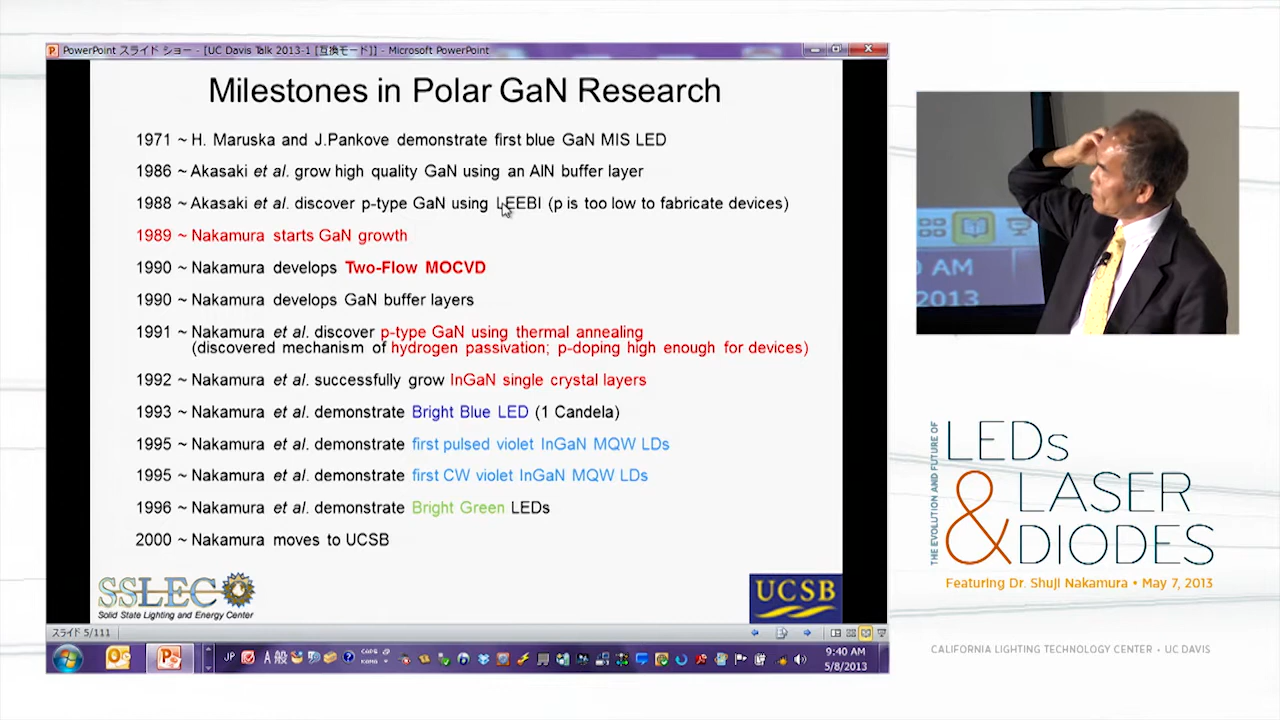 PowerPoint スライド ショー - [UC Davis Talk 2013-1 [互換モード]] - Microsoft PowerPoint
Milestones in Polar GaN Research
1971 ~ H. Maruska and J.Pankove demonstrate first blue GaN MIS LED
1986 ~ Akasaki et al. grow high quality GaN using an AlN buffer layer
1988 ~ Akasaki et al. discover p-type GaN using LEEBI (p is too low to fabricate devices)
1989 ~ Nakamura starts GaN growth
1990 ~ Nakamura develops Two-Flow MOCVD
1990 ~ Nakamura develops GaN buffer layers
1991 ~ Nakamura et al. discover p-type GaN using thermal annealing
(discovered mechanism of hydrogen passivation; p-doping high enough for devices)
1992 ~ Nakamura et al. successfully grow InGaN single crystal layers
1993 ~ Nakamura et al. demonstrate Bright Blue LED (1 Candela)
1995 ~ Nakamura et al. demonstrate first pulsed violet InGaN MQW LDs
1995 ~ Nakamura et al. demonstrate first CW violet InGaN MQW LDs
1996 ~ Nakamura et al. demonstrate Bright Green LEDs
2000 ~ Nakamura moves to UCSB
SSLEC
Solid State Lighting and Energy Center
UCSB
スライド 5/111
JP
A 般
CAPS
KANA
9:40 AM
5/8/2013
0 AM
2013
THE EVOLUTION AND FUTURE OF
LEDs
& LASER
DIODES
Featuring Dr. Shuji Nakamura • May 7, 2013
CALIFORNIA LIGHTING TECHNOLOGY CENTER • UC DAVIS